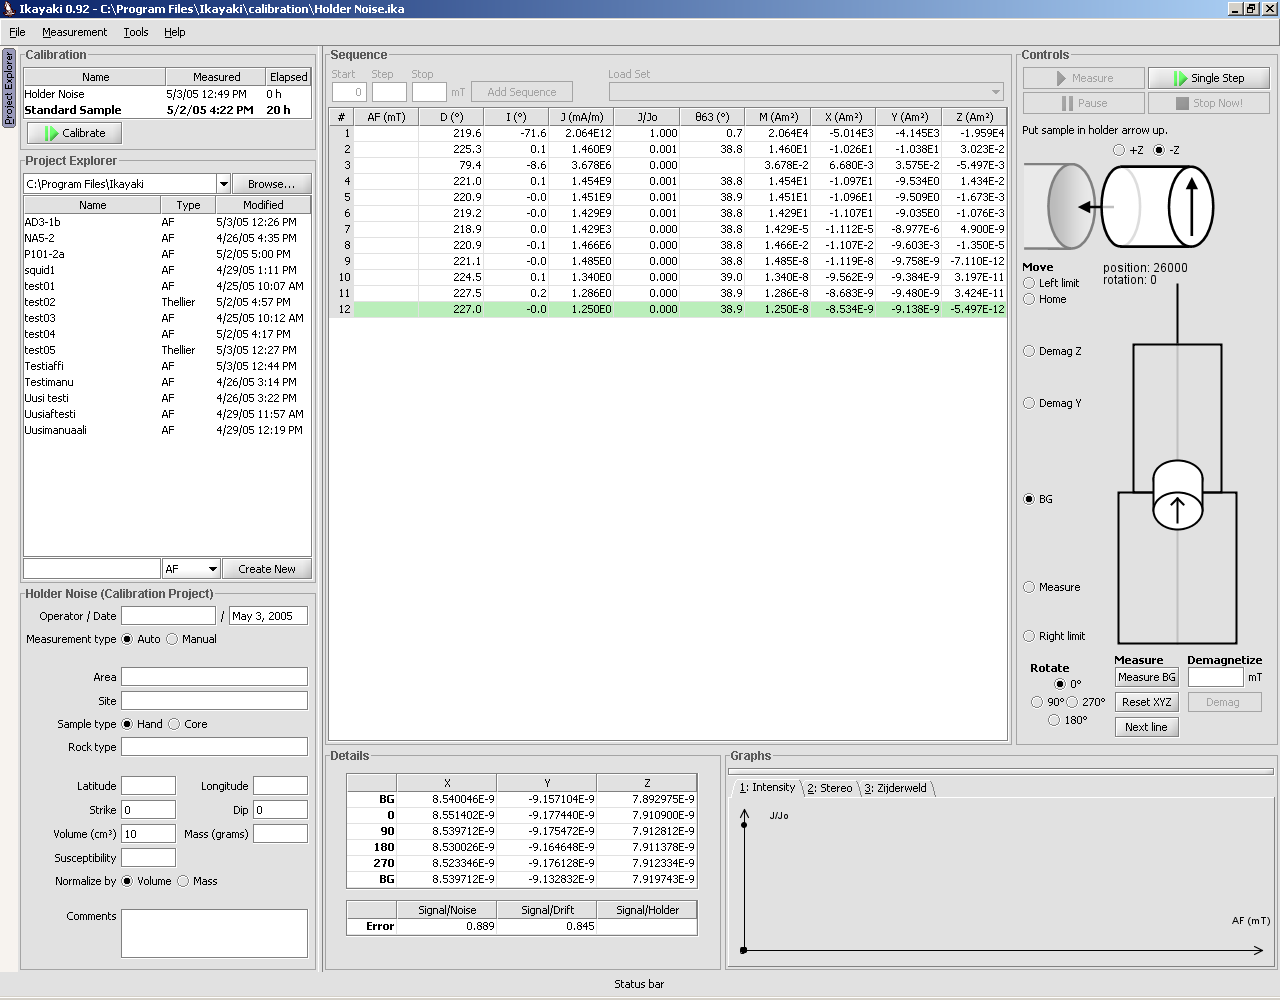 Ikayaki 0.92 - C:\Program Files\Ikayaki\calibration\Holder Noise.ika
File Measurement Tools Help
Project Explorer
Calibration
Name Measured Elapsed
Holder Noise 5/3/05 12:49 PM 0 h
Standard Sample 5/2/05 4:22 PM 20 h
Calibrate
Project Explorer
C:\Program Files\Ikayaki Browse...
Name Type Modified
AD3-1b AF 5/3/05 12:26 PM
NA5-2 AF 4/26/05 4:35 PM
P101-2a AF 5/2/05 5:00 PM
squid1 AF 4/29/05 1:11 PM
test01 AF 4/25/05 10:07 AM
test02 Thellier 5/2/05 4:57 PM
test03 AF 4/25/05 10:12 AM
test04 AF 5/2/05 4:17 PM
test05 Thellier 5/3/05 12:27 PM
Testiaffi AF 5/3/05 12:44 PM
Testimanu AF 4/26/05 3:14 PM
Uusi testi AF 4/26/05 3:22 PM
Uusiaftesti AF 4/29/05 11:57 AM
Uusimanuaali AF 4/29/05 12:19 PM
AF Create New
Holder Noise (Calibration Project)
Operator / Date / May 3, 2005
Measurement type Auto Manual
Area
Site
Sample type Hand Core
Rock type
Latitude Longitude
Strike 0 Dip 0
Volume (cm³) 10 Mass (grams)
Susceptibility
Normalize by Volume Mass
Comments
Sequence
Start Step Stop Load Set
0 mT Add Sequence
# AF (mT) D (°) I (°) J (mA/m) J/Jo θ63 (°) M (Am²) X (Am²) Y (Am²) Z (Am²)
1 219.6 -71.6 2.064E12 1.000 0.7 2.064E4 -5.014E3 -4.145E3 -1.959E4
2 225.3 0.1 1.460E9 0.001 38.8 1.460E1 -1.026E1 -1.038E1 3.023E-2
3 79.4 -8.6 3.678E6 0.000 3.678E-2 6.680E-3 3.575E-2 -5.497E-3
4 221.0 0.1 1.454E9 0.001 38.8 1.454E1 -1.097E1 -9.534E0 1.434E-2
5 220.9 -0.0 1.451E9 0.001 38.9 1.451E1 -1.096E1 -9.509E0 -1.673E-3
6 219.2 -0.0 1.429E9 0.001 38.8 1.429E1 -1.107E1 -9.035E0 -1.076E-3
7 218.9 0.0 1.429E3 0.000 38.8 1.429E-5 -1.112E-5 -8.977E-6 4.900E-9
8 220.9 -0.1 1.466E6 0.000 38.8 1.466E-2 -1.107E-2 -9.603E-3 -1.350E-5
9 221.1 -0.0 1.485E0 0.000 38.8 1.485E-8 -1.119E-8 -9.758E-9 -7.110E-12
10 224.5 0.1 1.340E0 0.000 39.0 1.340E-8 -9.562E-9 -9.384E-9 3.197E-11
11 227.5 0.2 1.286E0 0.000 38.9 1.286E-8 -8.683E-9 -9.480E-9 3.424E-11
12 227.0 -0.0 1.250E0 0.000 38.9 1.250E-8 -8.534E-9 -9.138E-9 -5.497E-12
Details
X Y Z
BG 8.540046E-9 -9.157104E-9 7.892975E-9
0 8.551402E-9 -9.177440E-9 7.910900E-9
90 8.539712E-9 -9.175472E-9 7.912812E-9
180 8.530026E-9 -9.164648E-9 7.911378E-9
270 8.523346E-9 -9.176128E-9 7.912334E-9
BG 8.539712E-9 -9.132832E-9 7.919743E-9
Signal/Noise Signal/Drift Signal/Holder
Error 0.889 0.845
Controls
Measure Single Step
Pause Stop Now!
Put sample in holder arrow up.
+Z -Z
Move
position: 26000
rotation: 0
Left limit
Home
Demag Z
Demag Y
BG
Measure
Right limit
Rotate
0°
90° 270°
180°
Measure
Measure BG
Reset XYZ
Next line
Demagnetize
mT
Demag
Graphs
1: Intensity 2: Stereo 3: Zijderweld
J/Jo
AF (mT)
Status bar